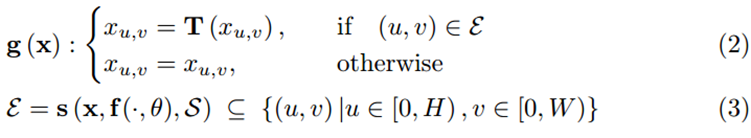 g (x) : { x_{u,v} = T (x_{u,v}) , if (u, v) ∈ ℰ
x_{u,v} = x_{u,v}, otherwise (2)
ℰ = s (x, f(·, θ), 𝒮) ⊆ {(u, v) |u ∈ [0, H) , v ∈ [0, W)} (3)